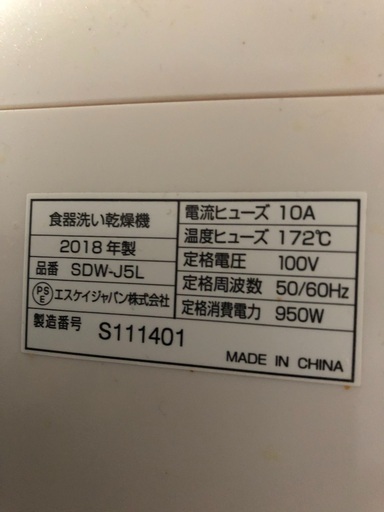 食器洗い乾燥機
2018年製
品番 SDW-J5L
PSE エスケイジャパン株式会社
製造番号 S111401
電流ヒューズ 10A
温度ヒューズ 172℃
定格電圧 100V
定格周波数 50/60Hz
定格消費電力 950W
MADE IN CHINA